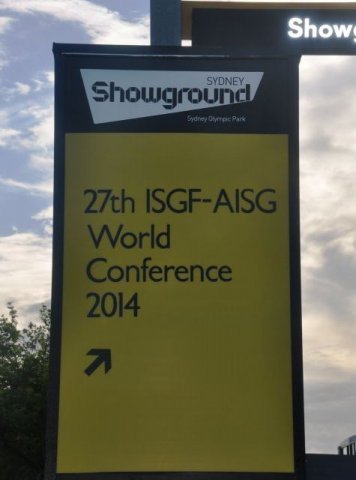 Showg
SYDNEY
Showground
Sydney Olympic Park
27th ISGF-AISG
World
Conference
2014